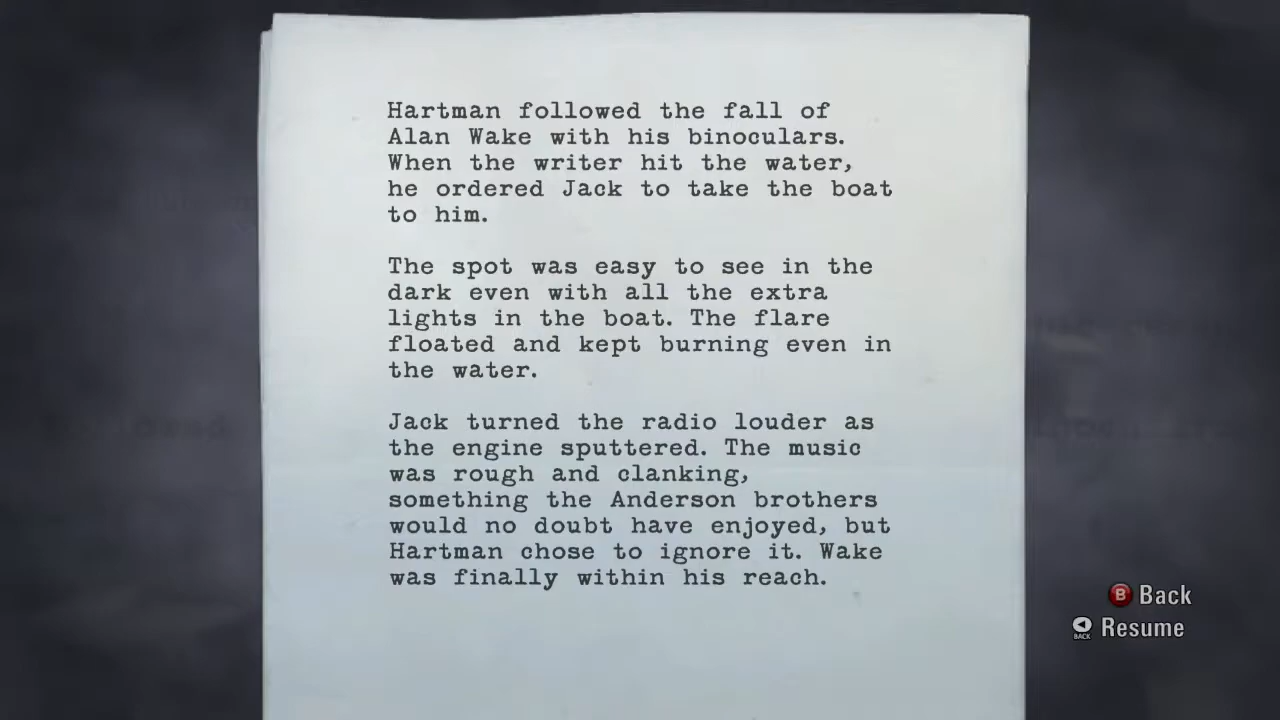 Hartman followed the fall of
Alan Wake with his binoculars.
When the writer hit the water,
he ordered Jack to take the boat
to him.
The spot was easy to see in the
dark even with all the extra
lights in the boat. The flare
floated and kept burning even in
the water.
Jack turned the radio louder as
the engine sputtered. The music
was rough and clanking,
something the Anderson brothers
would no doubt have enjoyed, but
Hartman chose to ignore it. Wake
was finally within his reach.
B Back
BACK Resume